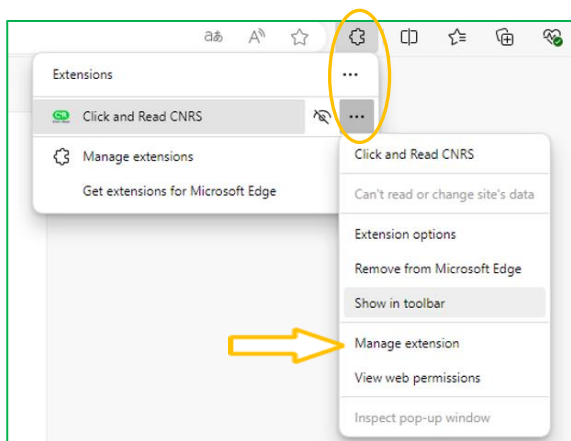 aあ A
Extensions ...
Click and Read CNRS ...
Manage extensions
Get extensions for Microsoft Edge
Click and Read CNRS
Can't read or change site's data
Extension options
Remove from Microsoft Edge
Show in toolbar
Manage extension
View web permissions
Inspect pop-up window